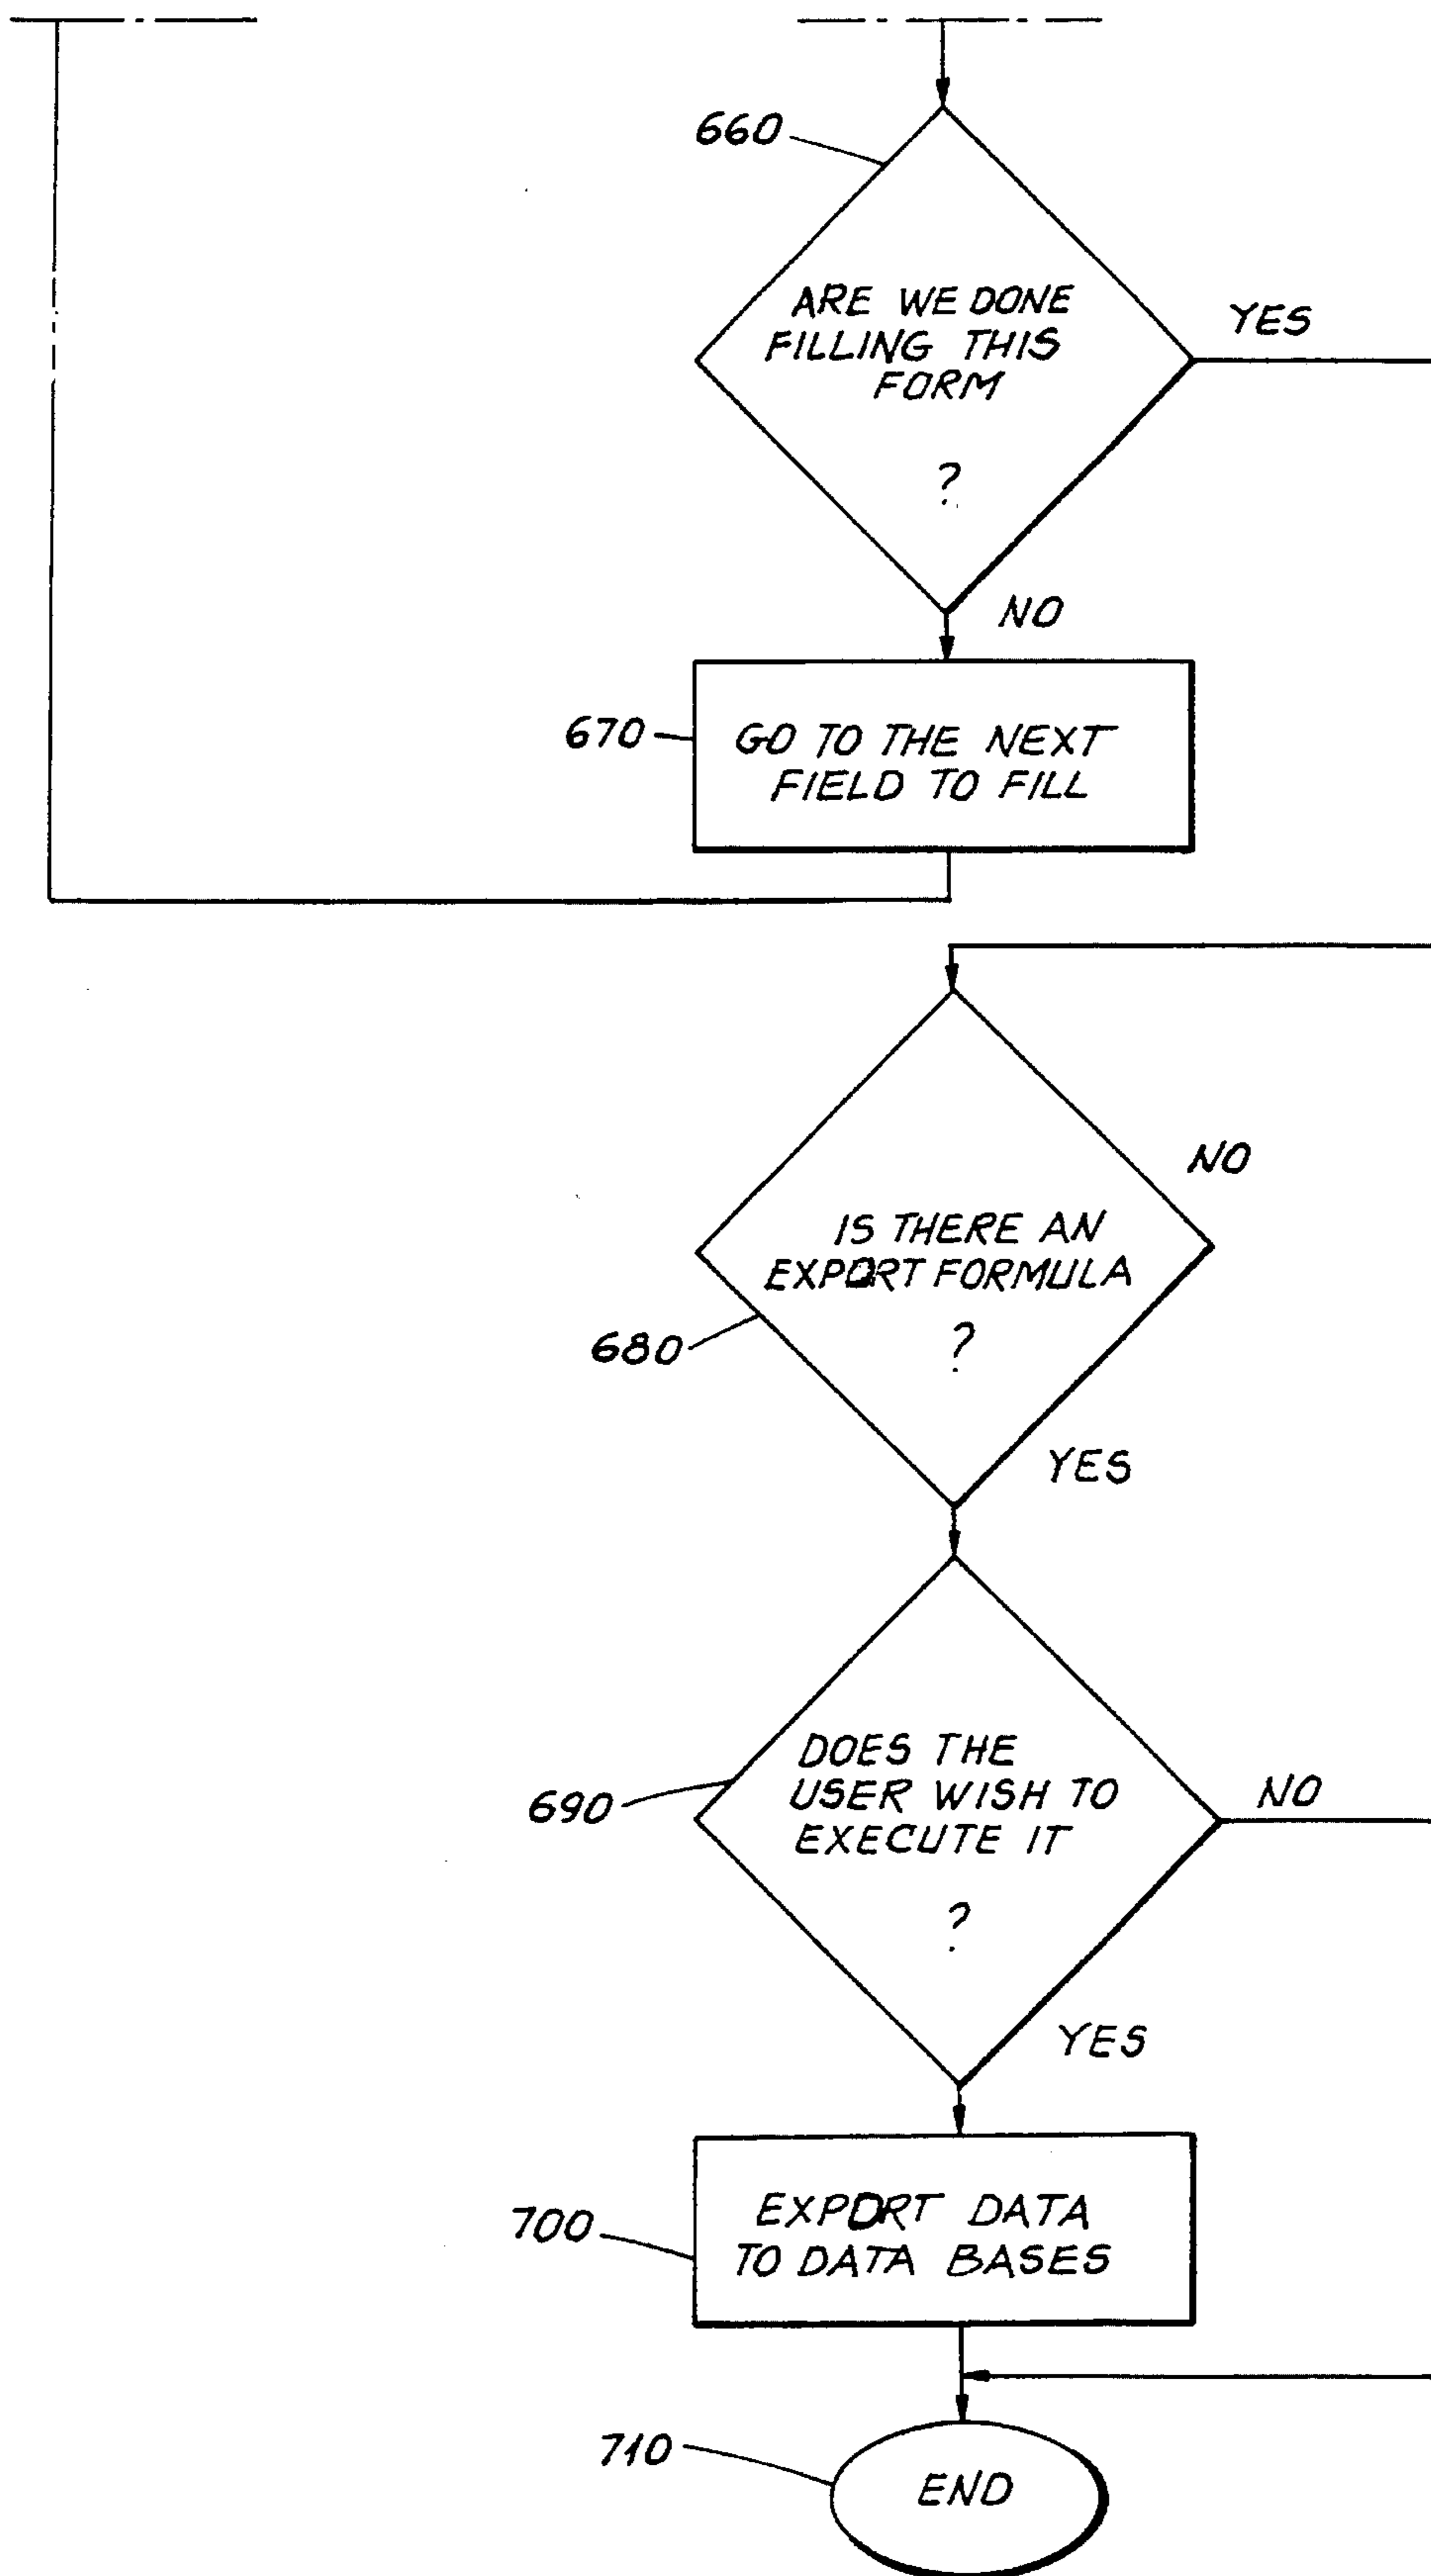 660
ARE WE DONE
FILLING THIS
FORM
?
YES
NO
670
GO TO THE NEXT
FIELD TO FILL
NO
IS THERE AN
EXPORT FORMULA
?
680
YES
DOES THE
USER WISH TO
EXECUTE IT
?
690
NO
YES
700
EXPORT DATA
TO DATA BASES
710
END